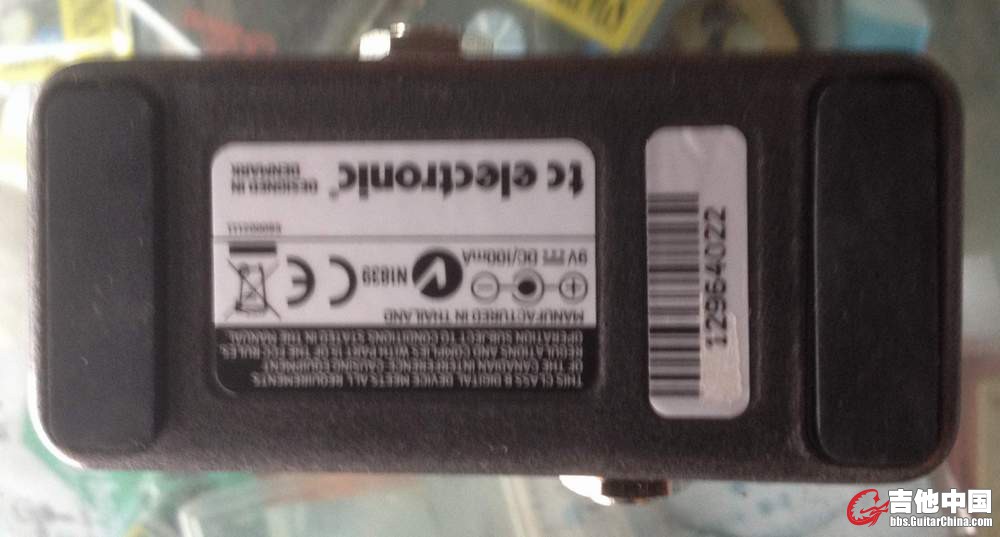 tc electronic®
DESIGNED IN
DENMARK
9V DC/100mA
N1839
CE
MANUFACTURED IN THAILAND
THIS CLASS B DIGITAL DEVICE MEETS ALL REQUIREMENTS
OF THE CANADIAN INTERFERENCE CAUSING EQUIPMENT
REGULATIONS AND COMPLIES WITH PART 15 OF THE FCC RULES.
OPERATION SUBJECT TO CONDITIONS STATED IN THE MANUAL
12964022
吉他中国
bbs.GuitarChina.com